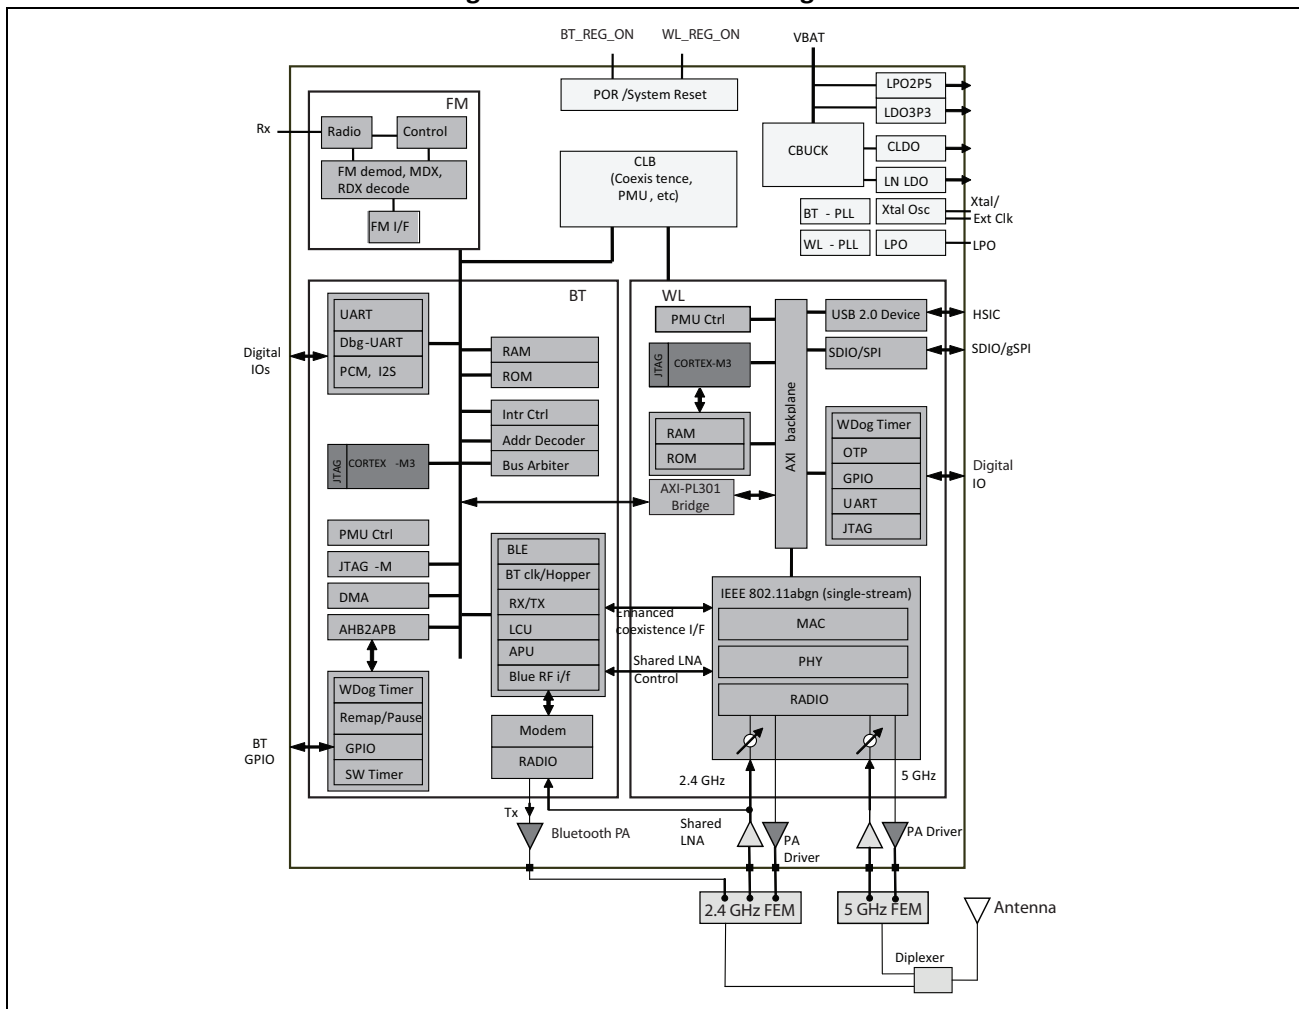 BT_REG_ON
WL_REG_ON
VBAT
POR /System Reset
LPO2P5
LDO3P3
CBUCK
CLDO
LN LDO
BT - PLL
Xtal Osc
Xtal/
Ext Clk
WL - PLL
LPO
LPO
FM
Rx
Radio
Control
FM demod, MDX,
RDX decode
FM I/F
CLB
(Coexis tence,
PMU , etc)
BT
UART
Dbg-UART
PCM, I2S
Digital
IOs
RAM
ROM
Intr Ctrl
Addr Decoder
Bus Arbiter
JTAG
CORTEX -M3
PMU Ctrl
JTAG -M
DMA
AHB2APB
WDog Timer
Remap/Pause
GPIO
SW Timer
BT
GPIO
BLE
BT clk/Hopper
RX/TX
LCU
APU
Blue RF i/f
Modem
RADIO
WL
PMU Ctrl
JTAG
CORTEX-M3
RAM
ROM
AXI-PL301
Bridge
AXI backplane
USB 2.0 Device
HSIC
SDIO/SPI
SDIO/gSPI
WDog Timer
OTP
GPIO
UART
JTAG
Digital
IO
IEEE 802.11abgn (single-stream)
MAC
PHY
RADIO
Enhanced
coexistence I/F
Shared LNA
Control
2.4 GHz
5 GHz
Tx
Bluetooth PA
Shared
LNA
PA
Driver
PA Driver
2.4 GHz FEM
5 GHz FEM
Antenna
Diplexer